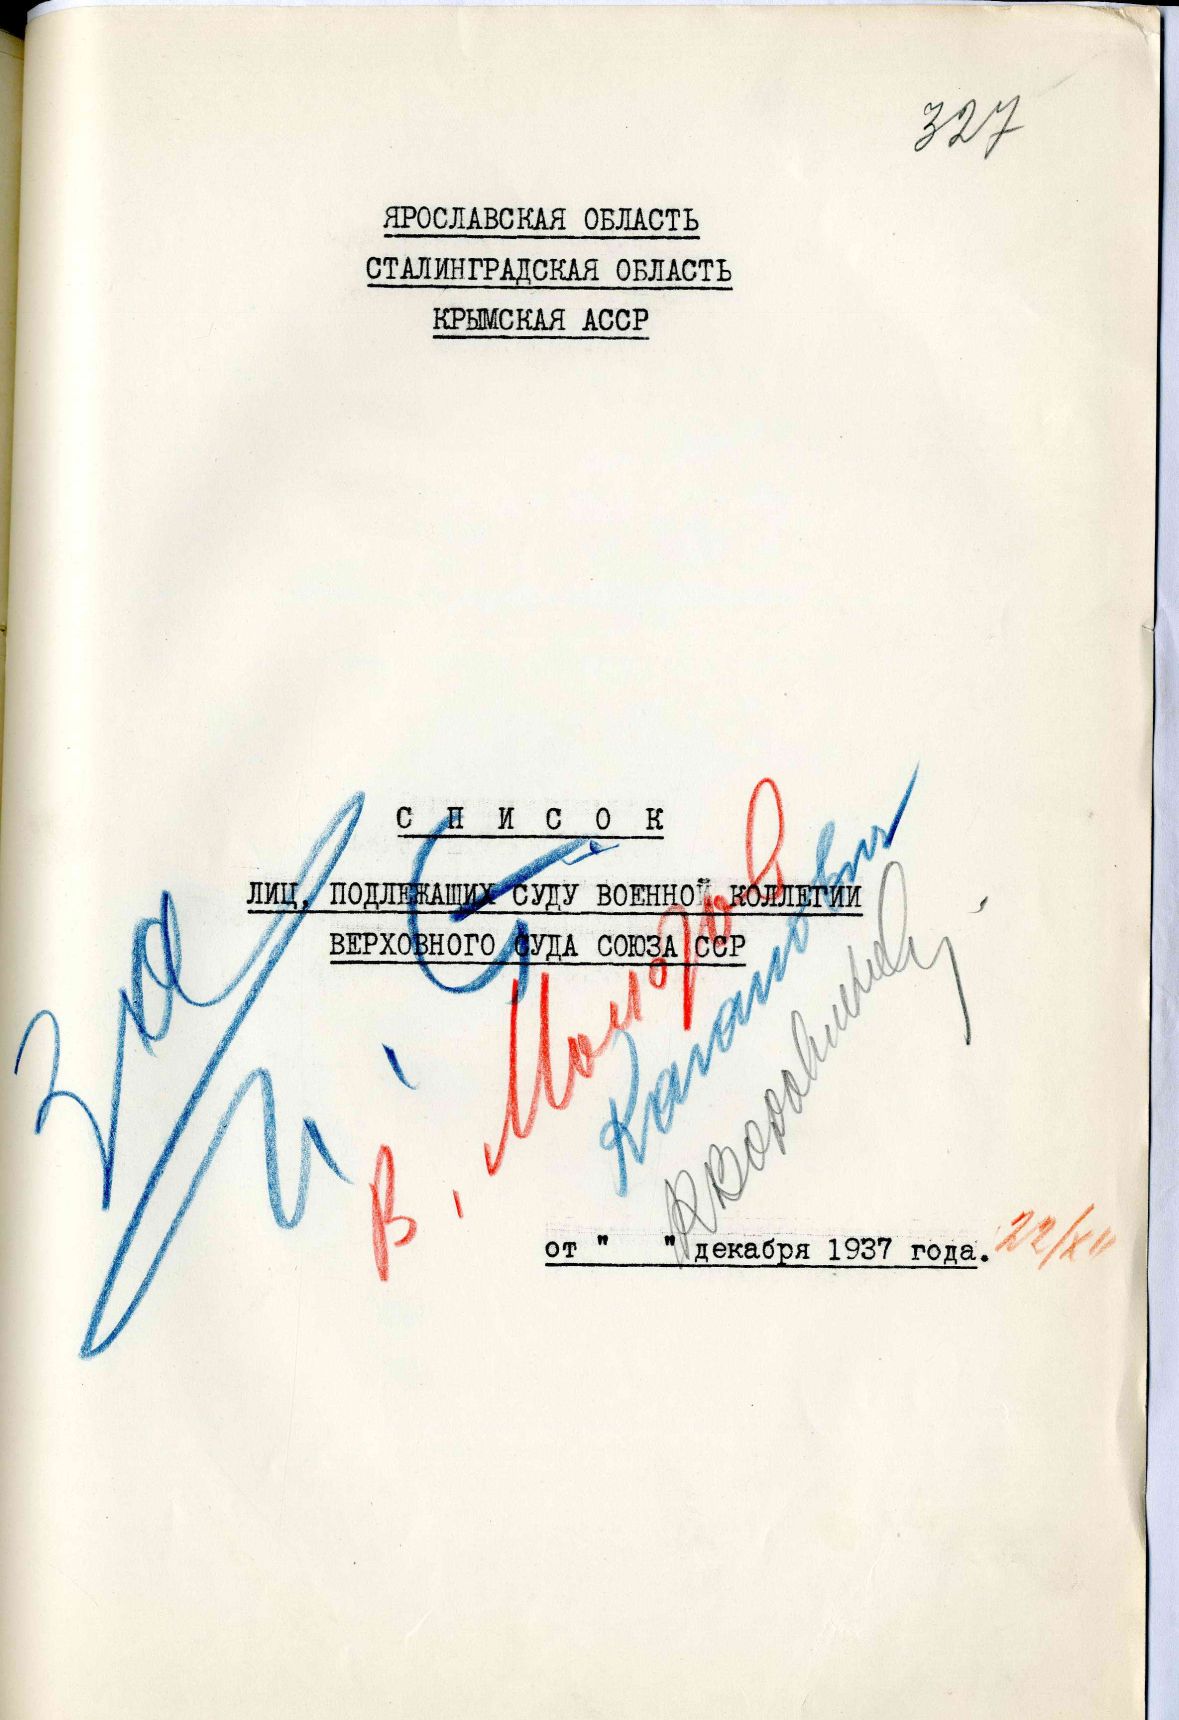 327
ЯРОСЛАВСКАЯ ОБЛАСТЬ
СТАЛИНГРАДСКАЯ ОБЛАСТЬ
КРЫМСКАЯ АССР
С П И С О К
ЛИЦ, ПОДЛЕЖАЩИХ СУДУ ВОЕННОЙ КОЛЛЕГИИ
ВЕРХОВНОГО СУДА СОЮЗА ССР
За
И. Ст
В. Молотов
Каганович
К Ворошилов
от " " декабря 1937 года. 22/XII